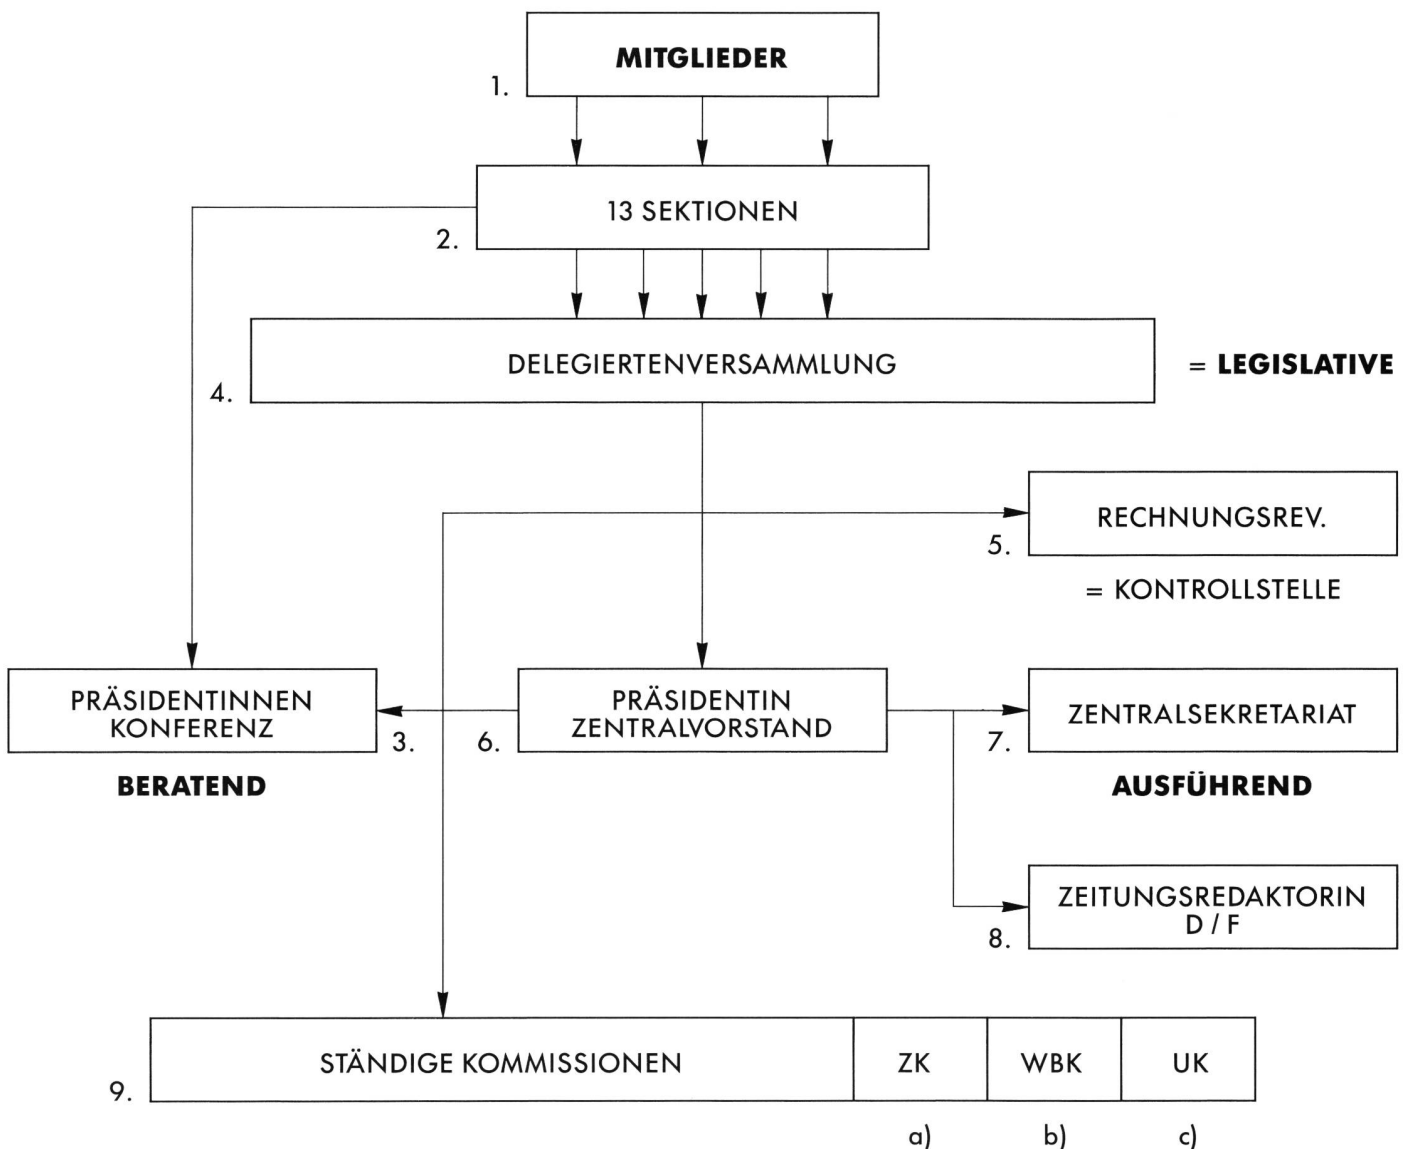 MITGLIEDER
1.
13 SEKTIONEN
2.
DELEGIERTENVERSAMMLUNG = LEGISLATIVE
4.
RECHNUNGSREV.
5.
= KONTROLLSTELLE
PRÄSIDENTINNEN
KONFERENZ
3.
BERATEND
PRÄSIDENTIN
ZENTRALVORSTAND
6.
ZENTRALSEKRETARIAT
7.
AUSFÜHREND
ZEITUNGSREDAKTORIN
D / F
8.
STÄNDIGE KOMMISSIONEN ZK WBK UK
9.
a) b) c)